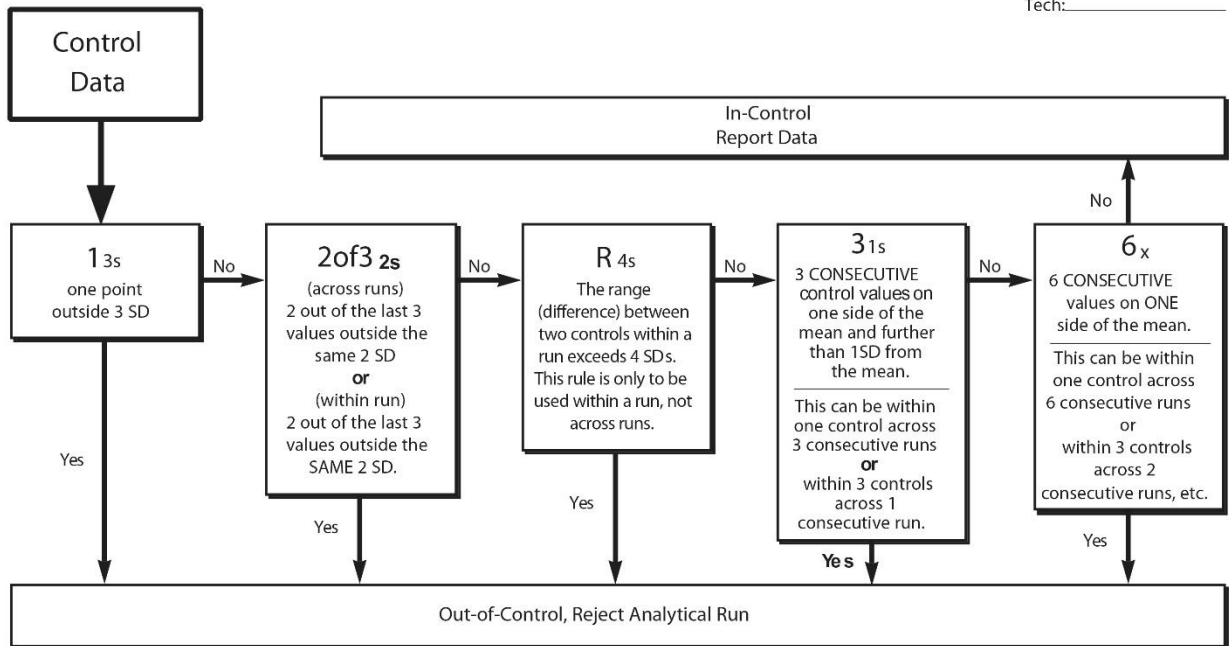 Tech:
Control
Data
In-Control
Report Data
No
1 3s
one point
outside 3 SD
No
2of3 2s
(across runs)
2 out of the last 3
values outside the
same 2 SD
or
(within run)
2 out of the last 3
values outside the
SAME 2 SD.
No
R 4s
The range
(difference) between
two controls within a
run exceeds 4 SDs.
This rule is only to be
used within a run, not
across runs.
No
3 1s
3 CONSECUTIVE
control values on
one side of the
mean and further
than 1SD from
the mean.
This can be within
one control across
3 consecutive runs
or
within 3 controls
across 1
consecutive run.
No
6 x
6 CONSECUTIVE
values on ONE
side of the mean.
This can be within
one control across
6 consecutive runs
or
within 3 controls
across 2
consecutive runs, etc.
Yes
Yes
Yes
Yes
Yes
Out-of-Control, Reject Analytical Run